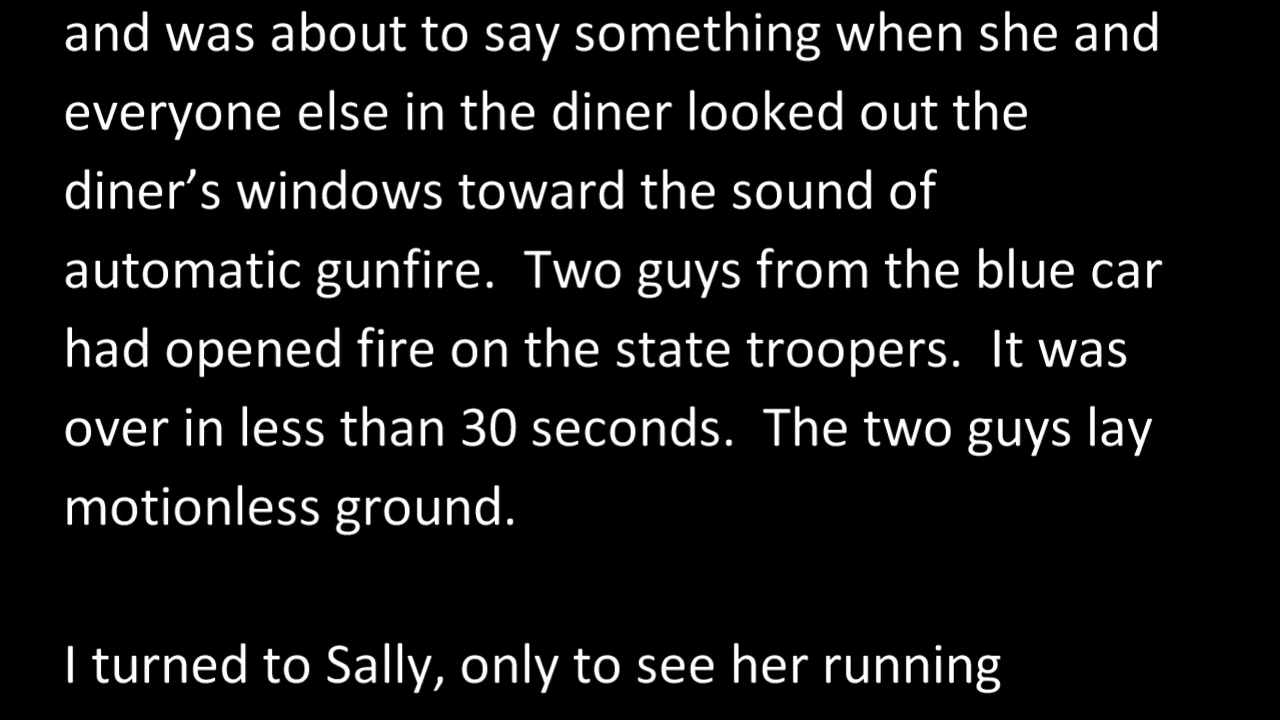 and was about to say something when she and
everyone else in the diner looked out the
diner’s windows toward the sound of
automatic gunfire.  Two guys from the blue car
had opened fire on the state troopers.  It was
over in less than 30 seconds.  The two guys lay
motionless ground.
I turned to Sally, only to see her running